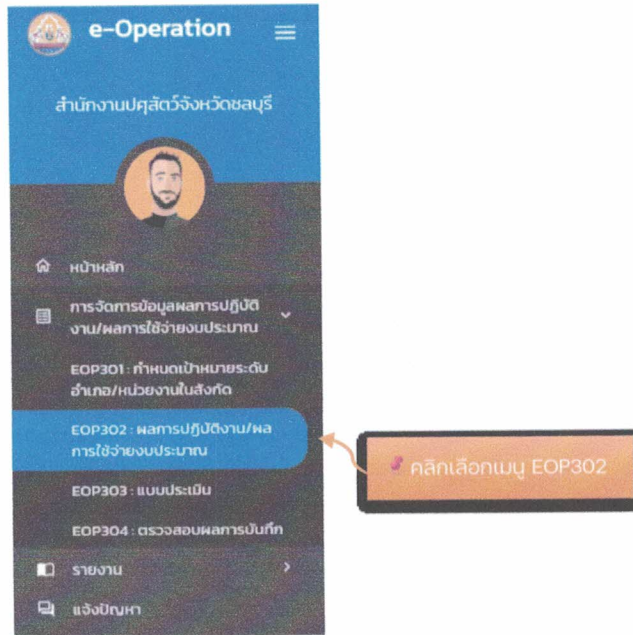 e-Operation
สำนักงานปศุสัตว์จังหวัดชลบุรี
หน้าหลัก
การจัดการข้อมูลผลการปฏิบัติ
งาน/ผลการใช้จ่ายงบประมาณ
EOP301 : กำหนดเป้าหมายระดับ
อำเภอ/หน่วยงานในสังกัด
EOP302 : ผลการปฏิบัติงาน/ผล
การใช้จ่ายงบประมาณ
คลิกเลือกเมนู EOP302
EOP303 : แบบประเมิน
EOP304 : ตรวจสอบผลการบันทึก
รายงาน
แจ้งปัญหา